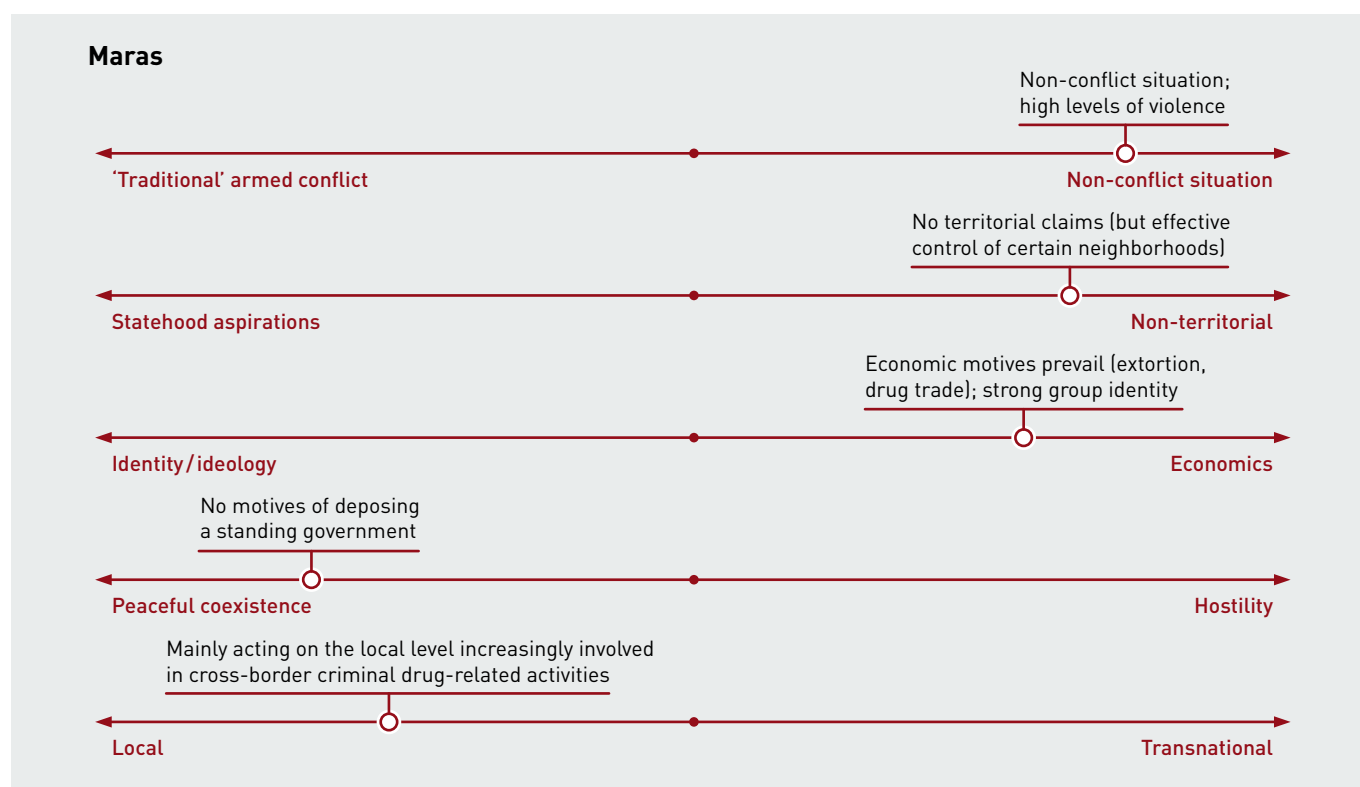 Maras
Non-conflict situation;
high levels of violence
‘Traditional’ armed conflict
Non-conflict situation
No territorial claims (but effective
control of certain neighborhoods)
Statehood aspirations
Non-territorial
Economic motives prevail (extortion,
drug trade); strong group identity
Identity/ideology
Economics
No motives of deposing
a standing government
Peaceful coexistence
Hostility
Mainly acting on the local level increasingly involved
in cross-border criminal drug-related activities
Local
Transnational